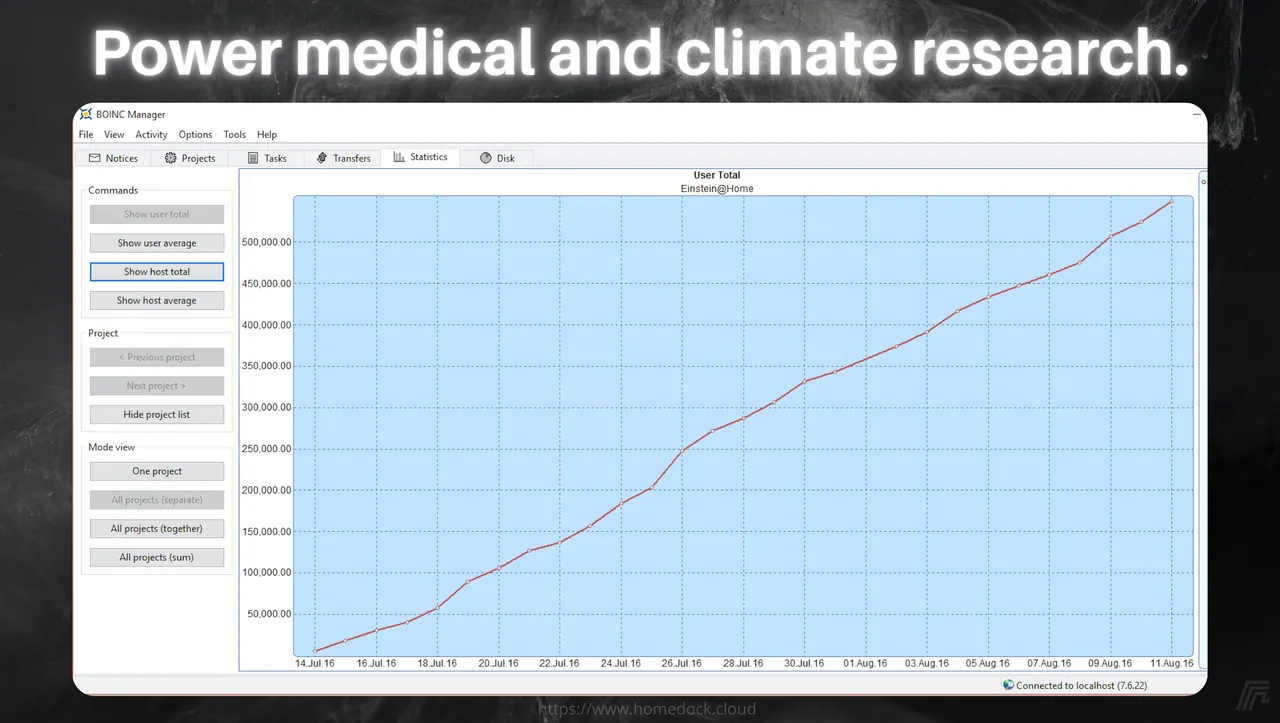 Power medical and climate research.
BOINC Manager
File View Activity Options Tools Help
Notices Projects Tasks Transfers Statistics Disk
Commands
Show user total
Show user average
Show host total
Show host average
Project
< Previous project
Next project >
Hide project list
Mode view
One project
All projects (separate)
All projects (together)
All projects (sum)
User Total
Einstein@Home
500,000.00
450,000.00
400,000.00
350,000.00
300,000.00
250,000.00
200,000.00
150,000.00
100,000.00
50,000.00
14.Jul.16 16.Jul.16 18.Jul.16 20.Jul.16 22.Jul.16 24.Jul.16 26.Jul.16 28.Jul.16 30.Jul.16 01.Aug.16 03.Aug.16 05.Aug.16 07.Aug.16 09.Aug.16 11.Aug.16
Connected to localhost (7.6.22)
https://www.homedock.cloud